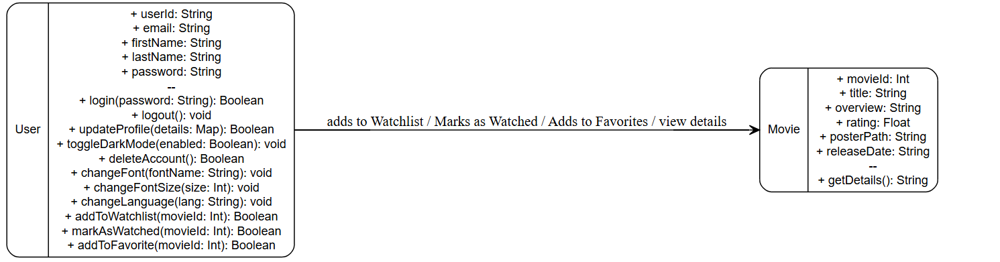 User
+ userId: String
+ email: String
+ firstName: String
+ lastName: String
+ password: String
--
+ login(password: String): Boolean
+ logout(): void
+ updateProfile(details: Map): Boolean
+ toggleDarkMode(enabled: Boolean): void
+ deleteAccount(): Boolean
+ changeFont(fontName: String): void
+ changeFontSize(size: Int): void
+ changeLanguage(lang: String): void
+ addToWatchlist(movieId: Int): Boolean
+ markAsWatched(movieId: Int): Boolean
+ addToFavorite(movieId: Int): Boolean
adds to Watchlist / Marks as Watched / Adds to Favorites / view details
Movie
+ movieId: Int
+ title: String
+ overview: String
+ rating: Float
+ posterPath: String
+ releaseDate: String
--
+ getDetails(): String